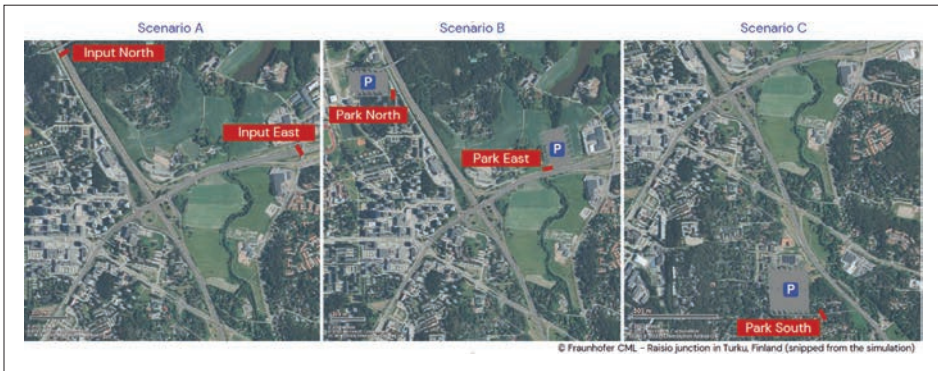 Scenario A
Scenario B
Scenario C
Input North
Input East
P
Park North
P
Park East
P
Park South
© Fraunhofer CML – Raisio junction in Turku, Finland (snipped from the simulation)